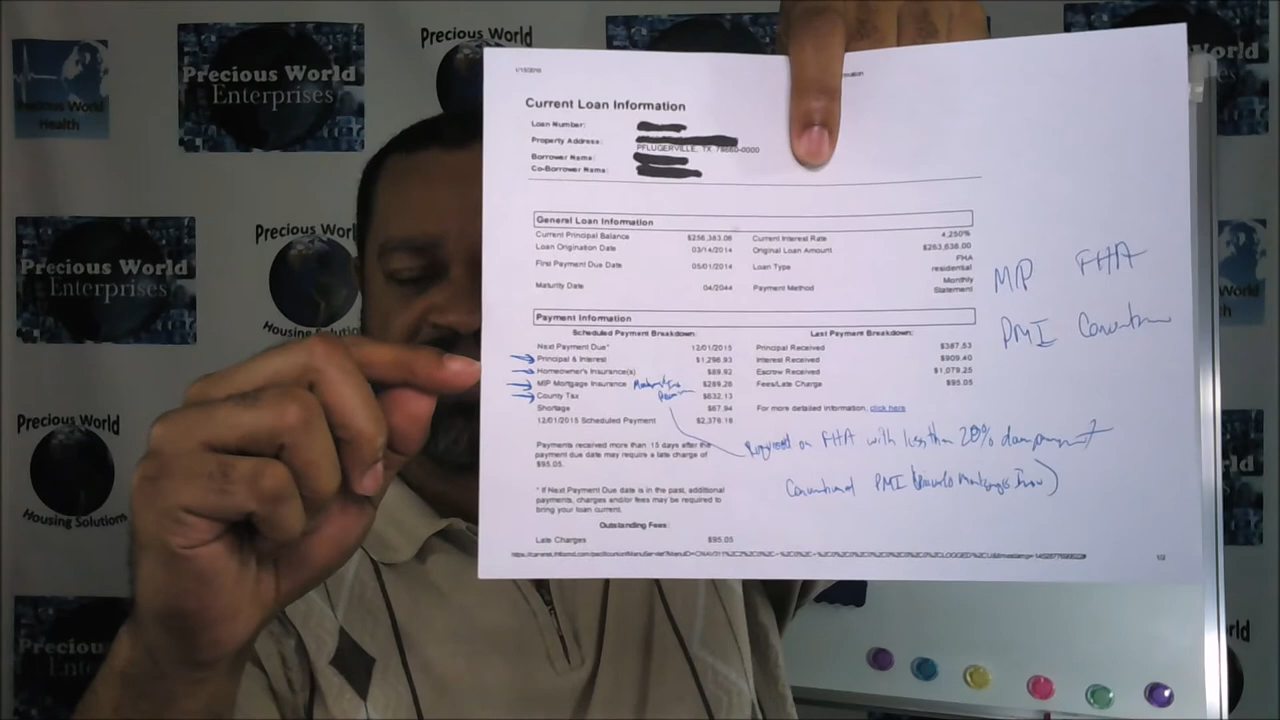 Precious World
Precious World
Enterprises
Precious World
Health
World
Precious World
Enterprises
Precious World
Housing Solutio
Precious World
Housing Solutions
World
rld
Current Loan Information
Loan Number:
Property Address:
PFLUGERVILLE, TX 78660-0000
Borrower Name:
Co-Borrower Name:
General Loan Information
Current Principal Balance $256,383.08 Current Interest Rate 4.250%
Loan Origination Date 03/14/2014 Original Loan Amount $263,638.00
First Payment Due Date 05/01/2014 Loan Type FHA residential
Maturity Date 04/2044 Payment Method Monthly Statement
MIP FHA
PMI
Payment Information
Scheduled Payment Breakdown: Last Payment Breakdown:
Next Payment Due* 12/01/2015 Principal Received $387.53
Principal & Interest $1,296.93 Interest Received $909.40
Homeowner's Insurance(s) $89.92 Escrow Received $1,079.25
MIP Mortgage Insurance $289.26 Fees/Late Charge $95.05
County Tax $632.13
Shortage $67.94 For more detailed information, click here
12/01/2015 Scheduled Payment $2,376.18
Required on FHA with less than 20% down payment
Payments received more than 15 days after the
payment due date may require a late charge of
$95.05.
Conventional PMI
* If Next Payment Due date is in the past, additional
payments, charges and/or fees may be required to
bring your loan current.
Outstanding Fees:
Late Charges $95.05
1/2